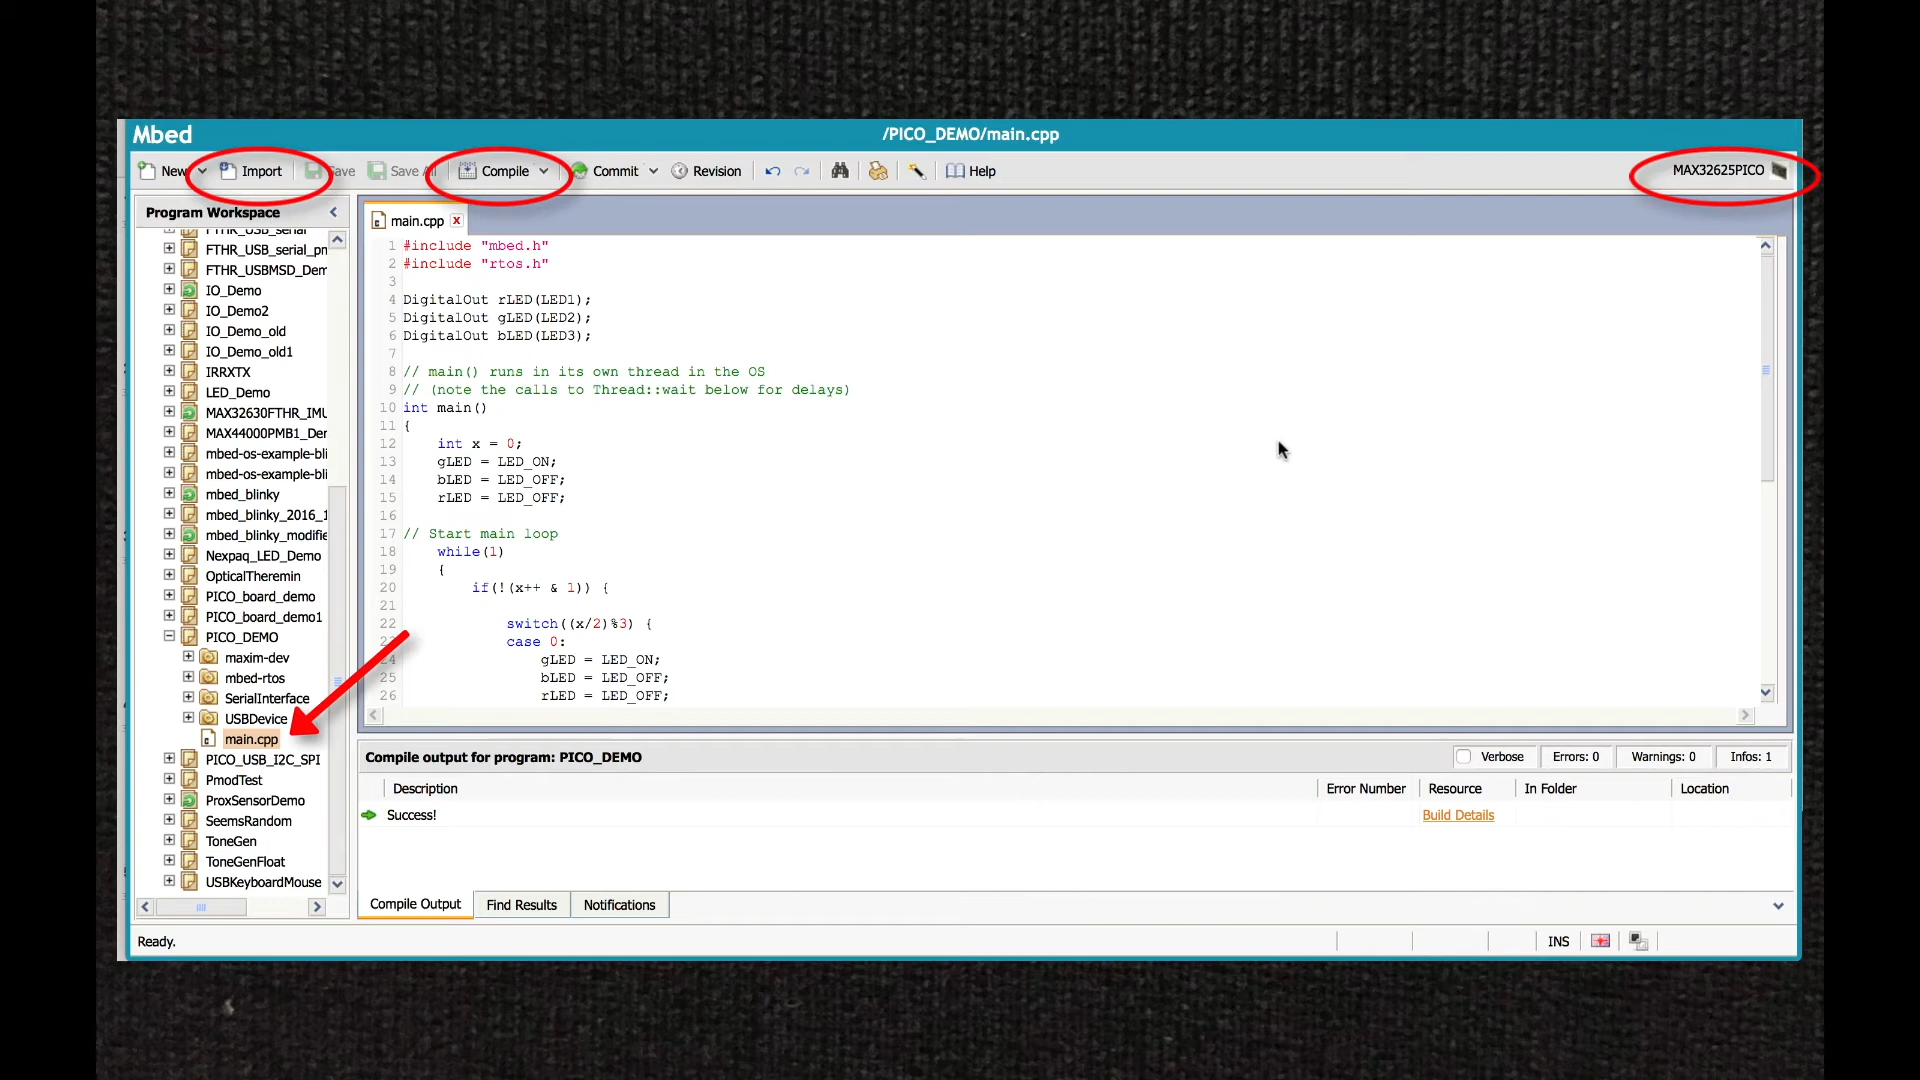 Mbed
/PICO_DEMO/main.cpp
New Import Save Save Compile Commit Revision Help MAX32625PICO
Program Workspace
FTHR_USB_serial
FTHR_USB_serial_pn
FTHR_USBMSD_Dem
IO_Demo
IO_Demo2
IO_Demo_old
IO_Demo_old1
IRRXTX
LED_Demo
MAX32630FTHR_IMU
MAX44000PMB1_Der
mbed-os-example-bli
mbed-os-example-bli
mbed_blinky
mbed_blinky_2016_1
mbed_blinky_modifie
Nexpaq_LED_Demo
OpticalTheremin
PICO_board_demo
PICO_board_demo1
PICO_DEMO
maxim-dev
mbed-rtos
SerialInterface
USBDevice
main.cpp
PICO_USB_I2C_SPI
PmodTest
ProxSensorDemo
SeemsRandom
ToneGen
ToneGenFloat
USBKeyboardMouse
main.cpp
1 #include "mbed.h"
2 #include "rtos.h"
3
4 DigitalOut rLED(LED1);
5 DigitalOut gLED(LED2);
6 DigitalOut bLED(LED3);
7
8 // main() runs in its own thread in the OS
9 // (note the calls to Thread::wait below for delays)
10 int main()
11 {
12 int x = 0;
13 gLED = LED_ON;
14 bLED = LED_OFF;
15 rLED = LED_OFF;
16
17 // Start main loop
18 while(1)
19 {
20 if(!(x++ & 1)) {
21
22 switch((x/2)%3) {
23 case 0:
24 gLED = LED_ON;
25 bLED = LED_OFF;
26 rLED = LED_OFF;
Compile output for program: PICO_DEMO
Verbose Errors: 0 Warnings: 0 Infos: 1
Description Error Number Resource In Folder Location
Success! Build Details
Compile Output Find Results Notifications
Ready. INS